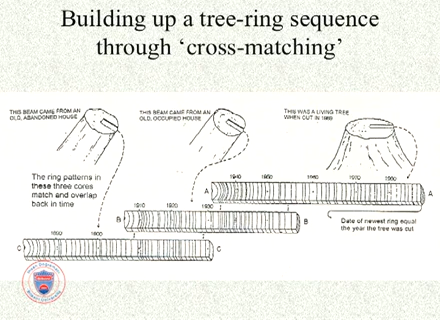 Building up a tree-ring sequence
through ‘cross-matching’
THIS BEAM CAME FROM AN
OLD, ABANDONED HOUSE
THIS BEAM CAME FROM AN
OLD, OCCUPIED HOUSE
THIS WAS A LIVING TREE
WHEN CUT IN 1989
The ring patterns in
these three cores
match and overlap
back in time
1940 1950 1960 1970 1980
A A
1910 1920 1930
B B
Date of newest ring equal
the year the tree was cut
1890 1900
C C